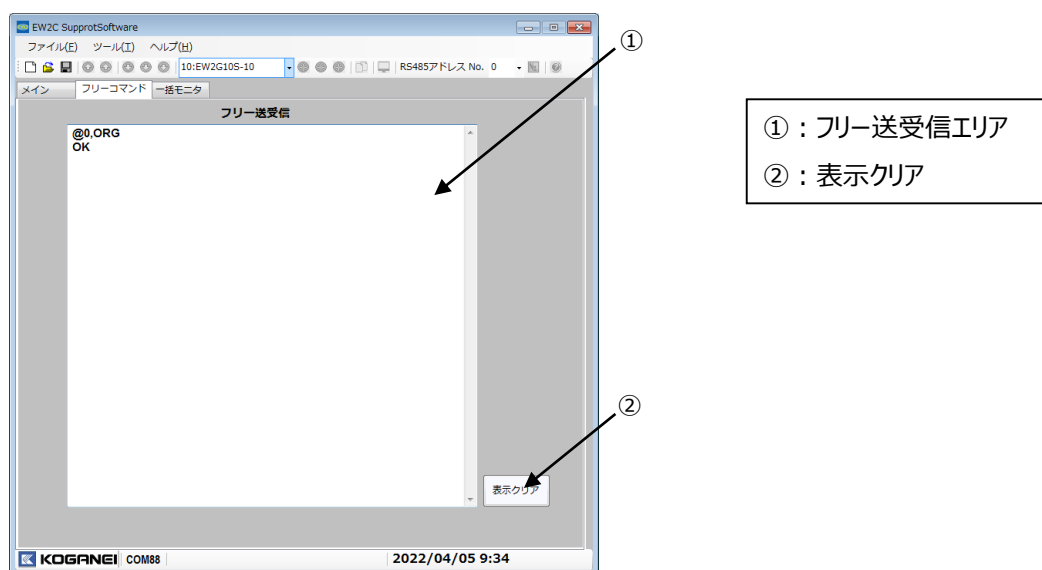 EW2C SupprotSoftware
ファイル(F) ツール(T) ヘルプ(H)
10:EW2G10S-10 RS485アドレス No. 0
メイン フリーコマンド 一括モニタ
フリー送受信
@0,ORG
OK
表示クリア
KOGANEI COM88 2022/04/05 9:34
①
②
①：フリー送受信エリア
②：表示クリア